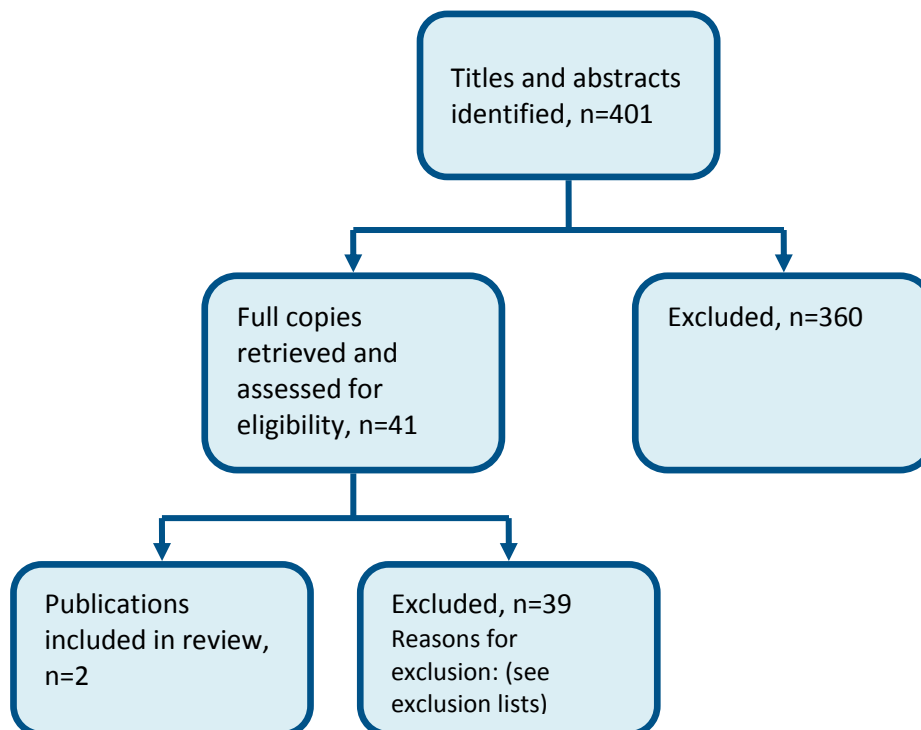 Titles and abstracts
identified, n=401
Full copies
retrieved and
assessed for
eligibility, n=41
Excluded, n=360
Publications
included in review,
n=2
Excluded, n=39
Reasons for
exclusion: (see
exclusion lists)